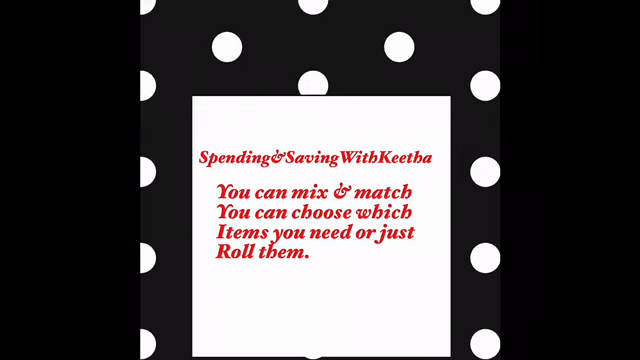 Spending&SavingWithKeetha
You can mix & match
You can choose which
Items you need or just
Roll them.